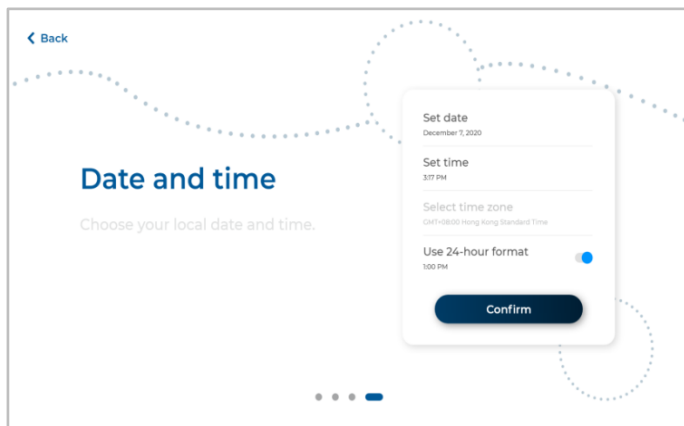 Back
Date and time
Choose your local date and time.
Set date
December 7, 2020
Set time
3:17 PM
Select time zone
GMT+08:00 Hong Kong Standard Time
Use 24-hour format
1:00 PM
Confirm